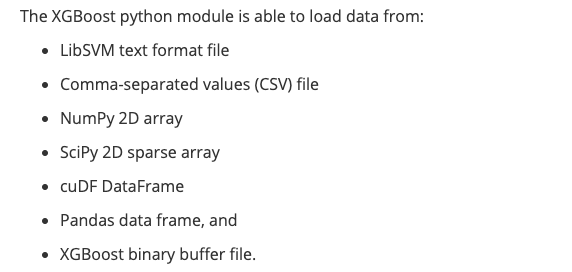 The XGBoost python module is able to load data from:
• LibSVM text format file
• Comma-separated values (CSV) file
• NumPy 2D array
• SciPy 2D sparse array
• cuDF DataFrame
• Pandas data frame, and
• XGBoost binary buffer file.